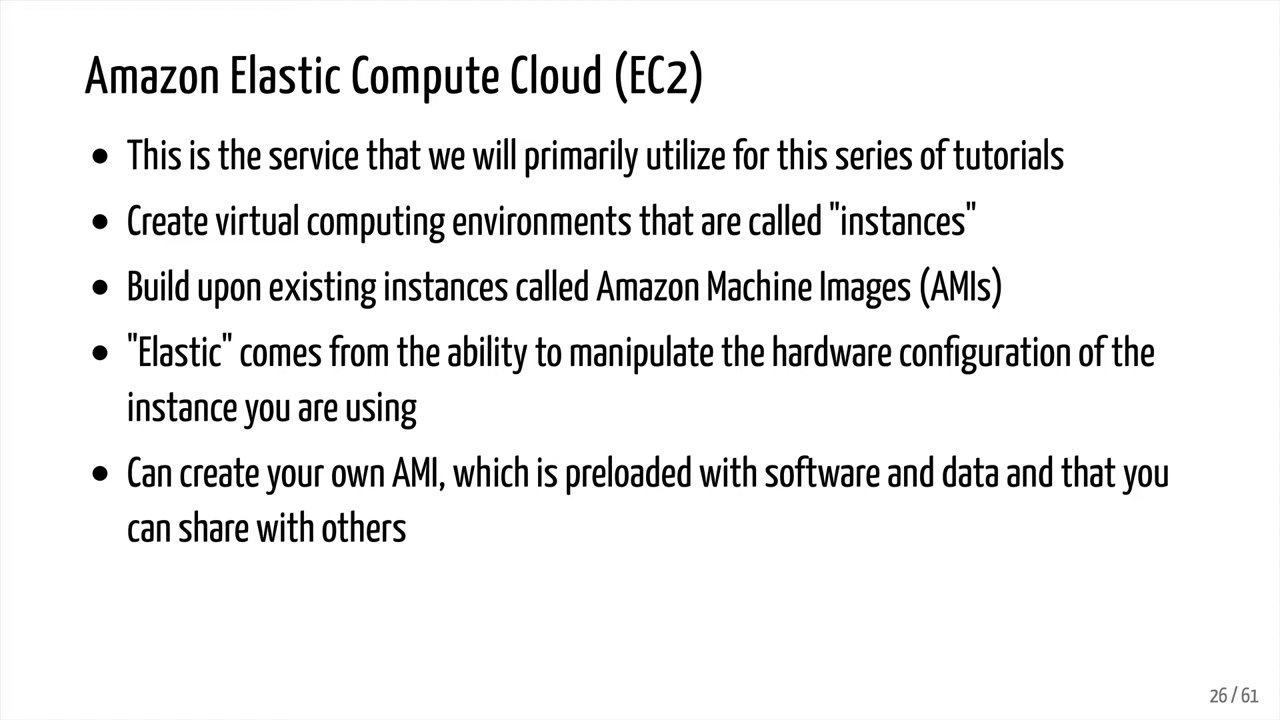 Amazon Elastic Compute Cloud (EC2)
• This is the service that we will primarily utilize for this series of tutorials
• Create virtual computing environments that are called "instances"
• Build upon existing instances called Amazon Machine Images (AMIs)
• "Elastic" comes from the ability to manipulate the hardware configuration of the
instance you are using
• Can create your own AMI, which is preloaded with software and data and that you
can share with others
26 / 61